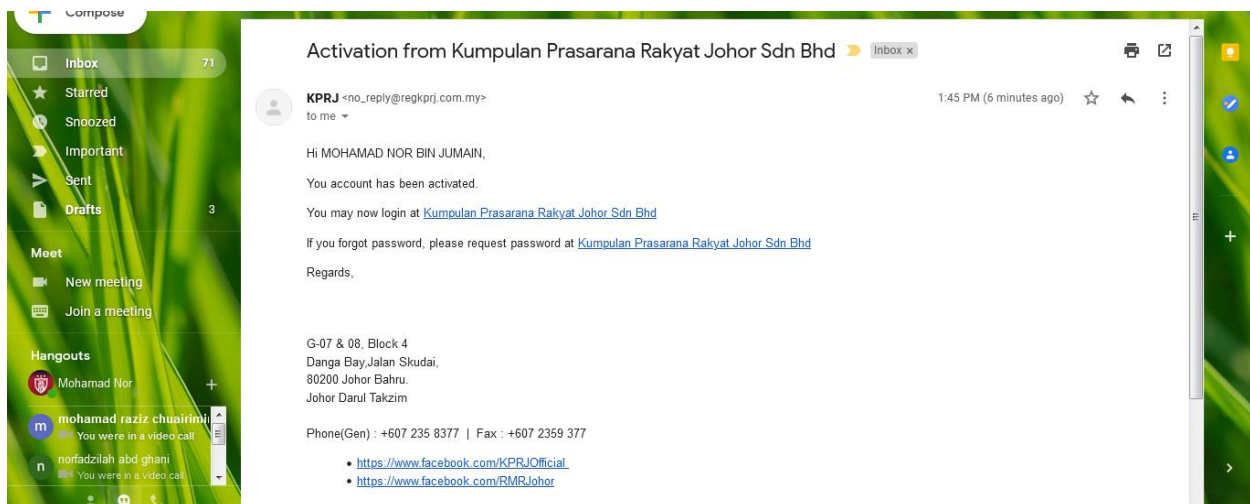 Compose
Inbox 71
Starred
Snoozed
Important
Sent
Drafts 3
Meet
New meeting
Join a meeting
Hangouts
Mohamad Nor
m
mohamad raziz chuairimi
You were in a video call
n
norfadzilah abd ghani
You were in a video call
Activation from Kumpulan Prasarana Rakyat Johor Sdn Bhd Inbox x
KPRJ <no_reply@regkprj.com.my> 1:45 PM (6 minutes ago)
to me
Hi MOHAMAD NOR BIN JUMAIN,
You account has been activated.
You may now login at Kumpulan Prasarana Rakyat Johor Sdn Bhd
If you forgot password, please request password at Kumpulan Prasarana Rakyat Johor Sdn Bhd
Regards,
G-07 & 08, Block 4
Danga Bay,Jalan Skudai,
80200 Johor Bahru.
Johor Darul Takzim
Phone(Gen) : +607 235 8377 | Fax : +607 2359 377
• https://www.facebook.com/KPRJOfficial
• https://www.facebook.com/RMRJohor